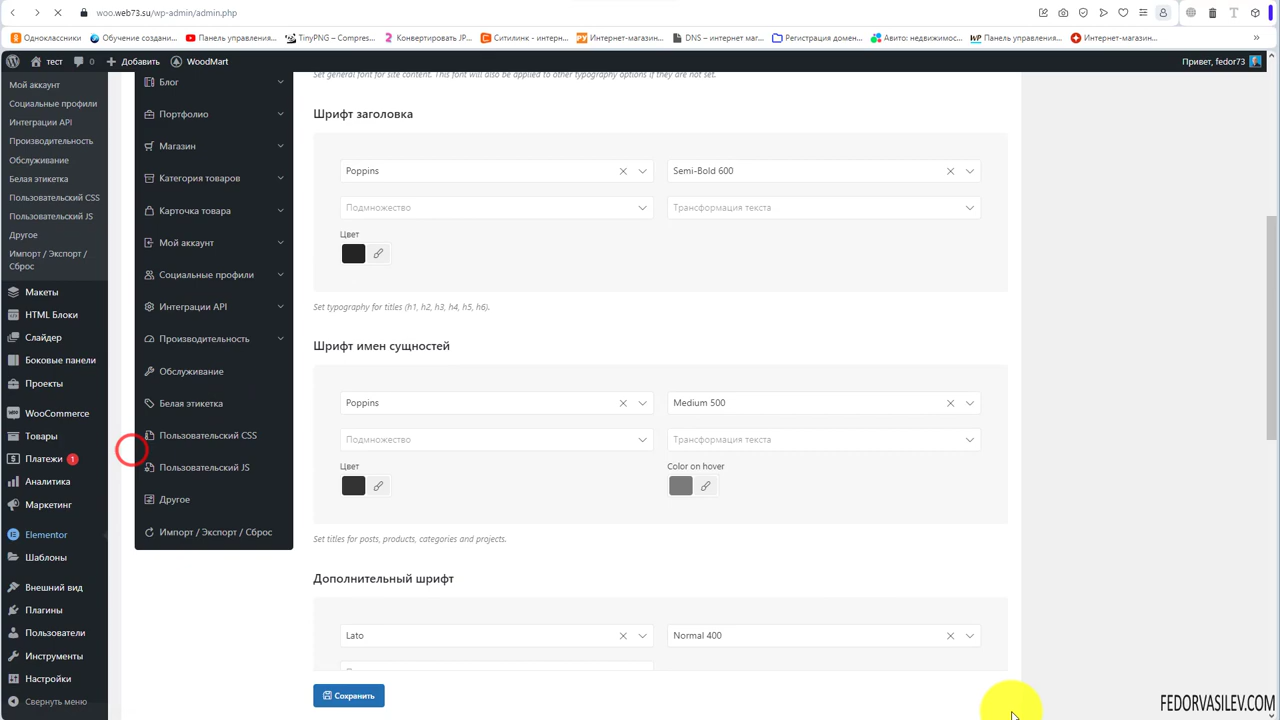 woo.web73.su/wp-admin/admin.php
Одноклассники
Обучение создани...
Панель управления...
TinyPNG – Compres...
Конвертировать JP...
Ситилинк - интерн...
Интернет-магазин...
DNS – интернет маг...
Регистрация домен...
Авито: недвижимос...
Панель управления...
Интернет-магазин...
тест
0
Добавить
WoodMart
Привет, fedor73
Мой аккаунт
Социальные профили
Интеграции API
Производительность
Обслуживание
Белая этикетка
Пользовательский CSS
Пользовательский JS
Другое
Импорт / Экспорт /
Сброс
Макеты
HTML Блоки
Слайдер
Боковые панели
Проекты
WooCommerce
Товары
Платежи 1
Аналитика
Маркетинг
Elementor
Шаблоны
Внешний вид
Плагины
Пользователи
Инструменты
Настройки
Свернуть меню
Блог
Портфолио
Магазин
Категория товаров
Карточка товара
Мой аккаунт
Социальные профили
Интеграции API
Производительность
Обслуживание
Белая этикетка
Пользовательский CSS
Пользовательский JS
Другое
Импорт / Экспорт / Сброс
Set general font for site content. This font will also be applied to other typography options if they are not set.
Шрифт заголовка
Poppins
Semi-Bold 600
Подмножество
Трансформация текста
Цвет
Set typography for titles (h1, h2, h3, h4, h5, h6).
Шрифт имен сущностей
Poppins
Medium 500
Подмножество
Трансформация текста
Цвет
Color on hover
Set titles for posts, products, categories and projects.
Дополнительный шрифт
Lato
Normal 400
Сохранить
FEDORVASILEV.COM